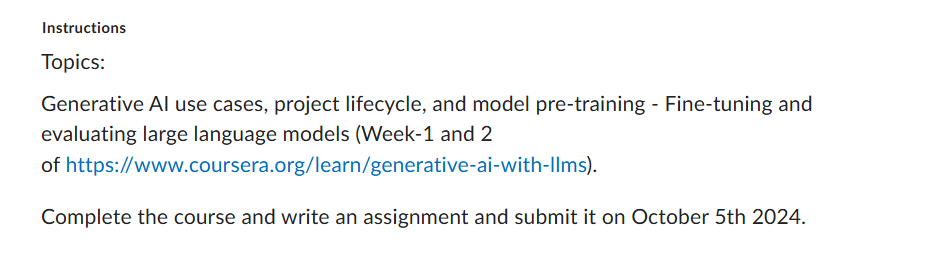 Instructions
Topics:
Generative AI use cases, project lifecycle, and model pre-training - Fine-tuning and
evaluating large language models (Week-1 and 2
of https://www.coursera.org/learn/generative-ai-with-llms).
Complete the course and write an assignment and submit it on October 5th 2024.